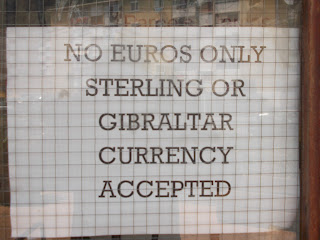 NO EUROS ONLY
STERLING OR
GIBRALTAR
CURRENCY
ACCEPTED